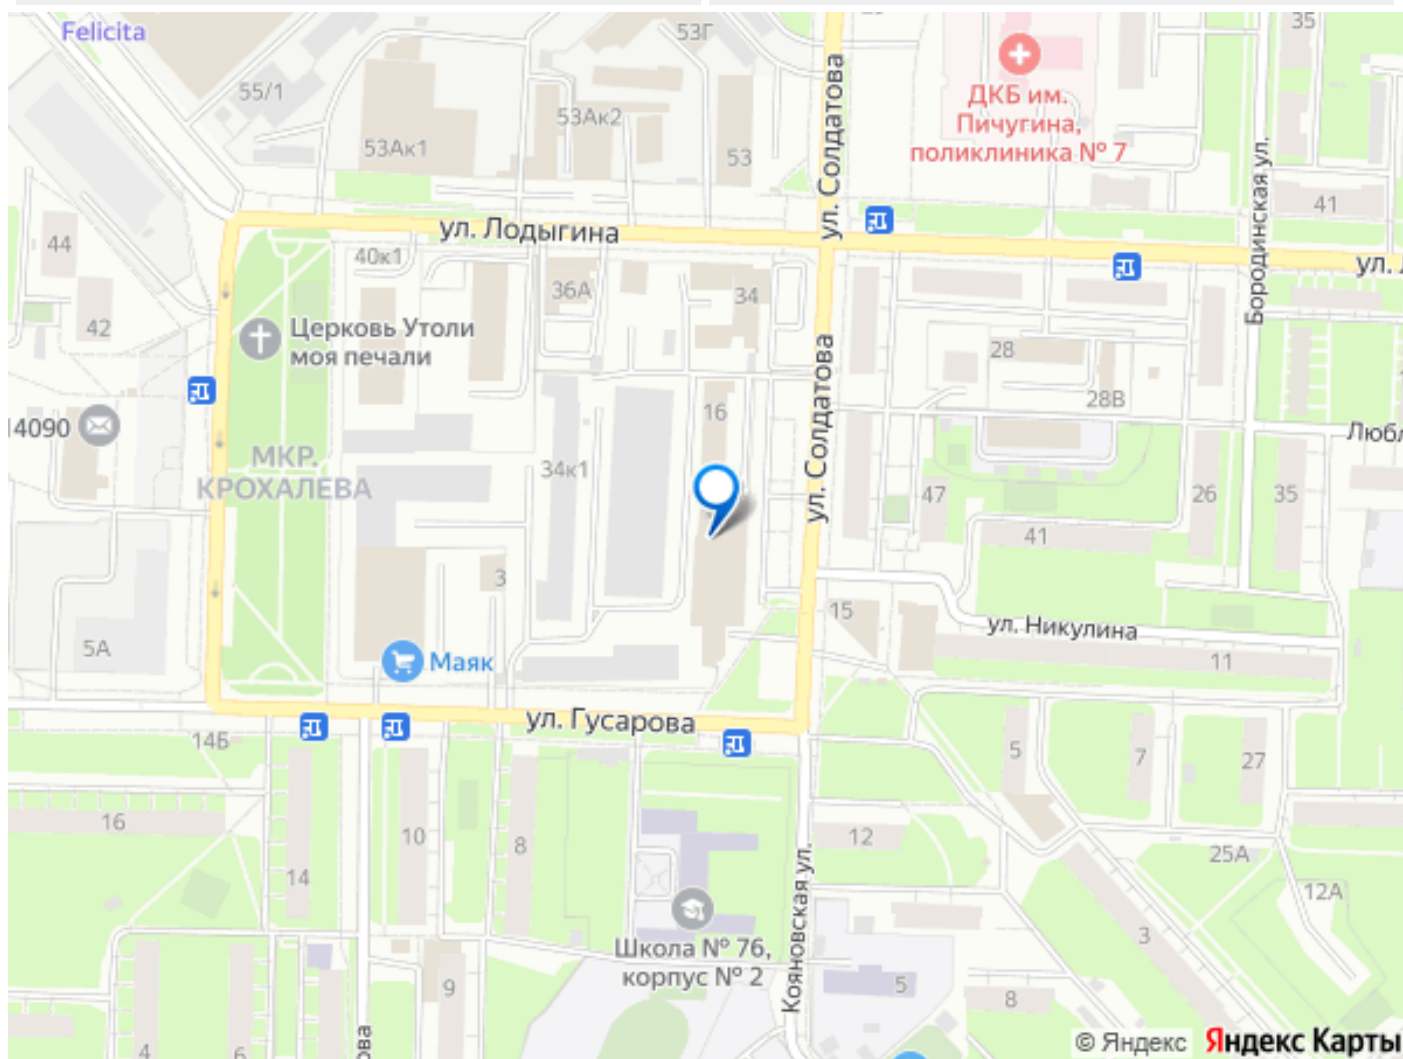 Felicita
53Г
35
55/1
53Ак2
ДКБ им.
Пичугина,
поликлиника № 7
53Ак1
53
ул. Солдатова
Бородинская ул.
41
ул. Лодыгина
44
40к1
ул.
36А
34
42
Церковь Утоли
моя печали
28
ул. Солдатова
28В
16
14090
Любл
МКР.
КРОХАЛЕВА
34к1
47
26
35
41
3
15
ул. Никулина
5А
Маяк
11
ул. Гусарова
14Б
5
7
27
16
10
8
12
25А
14
12А
Школа № 76,
корпус № 2
Кояновская ул.
3
9
5
8
4
6
ова
© Яндекс
Яндекс Карты